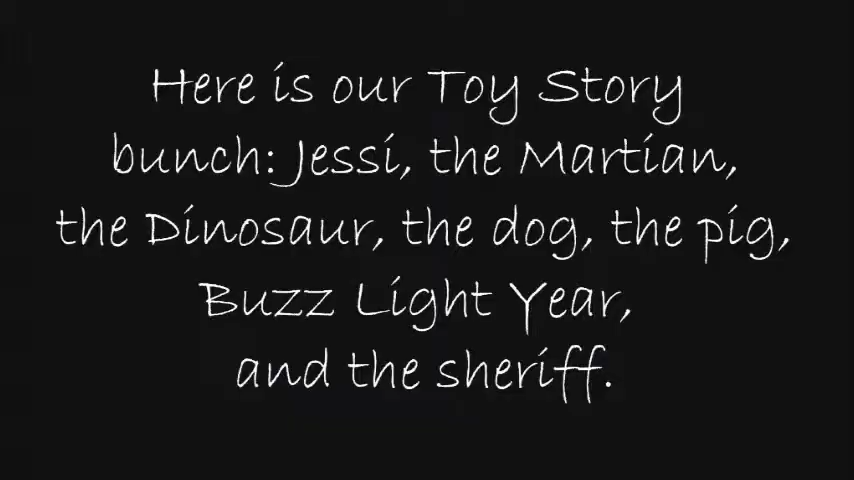 Here is our Toy Story
bunch: Jessi, the Martian,
the Dinosaur, the dog, the pig,
Buzz Light Year,
and the sheriff.